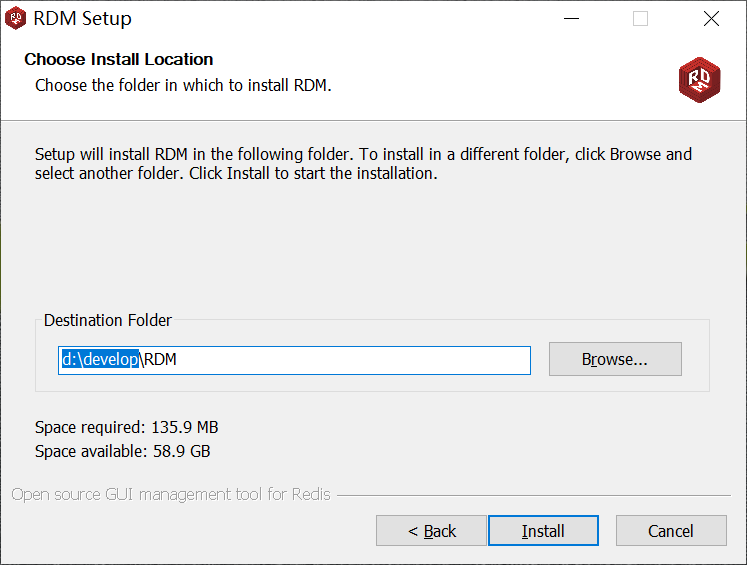 RDM Setup
Choose Install Location
Choose the folder in which to install RDM.
RDM
Setup will install RDM in the following folder. To install in a different folder, click Browse and
select another folder. Click Install to start the installation.
Destination Folder
d:\develop\RDM
Browse...
Space required: 135.9 MB
Space available: 58.9 GB
Open source GUI management tool for Redis
< Back
Install
Cancel